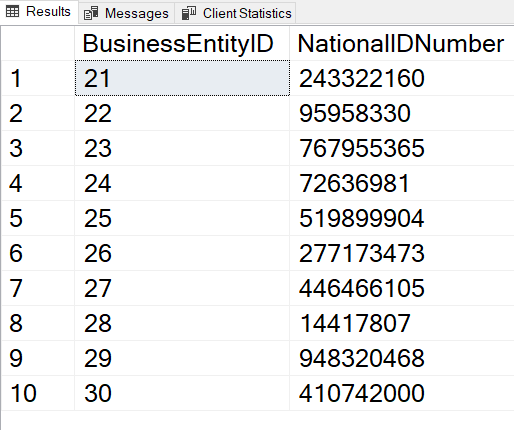 Results Messages Client Statistics
BusinessEntityID NationalIDNumber
1 21 243322160
2 22 95958330
3 23 767955365
4 24 72636981
5 25 519899904
6 26 277173473
7 27 446466105
8 28 14417807
9 29 948320468
10 30 410742000